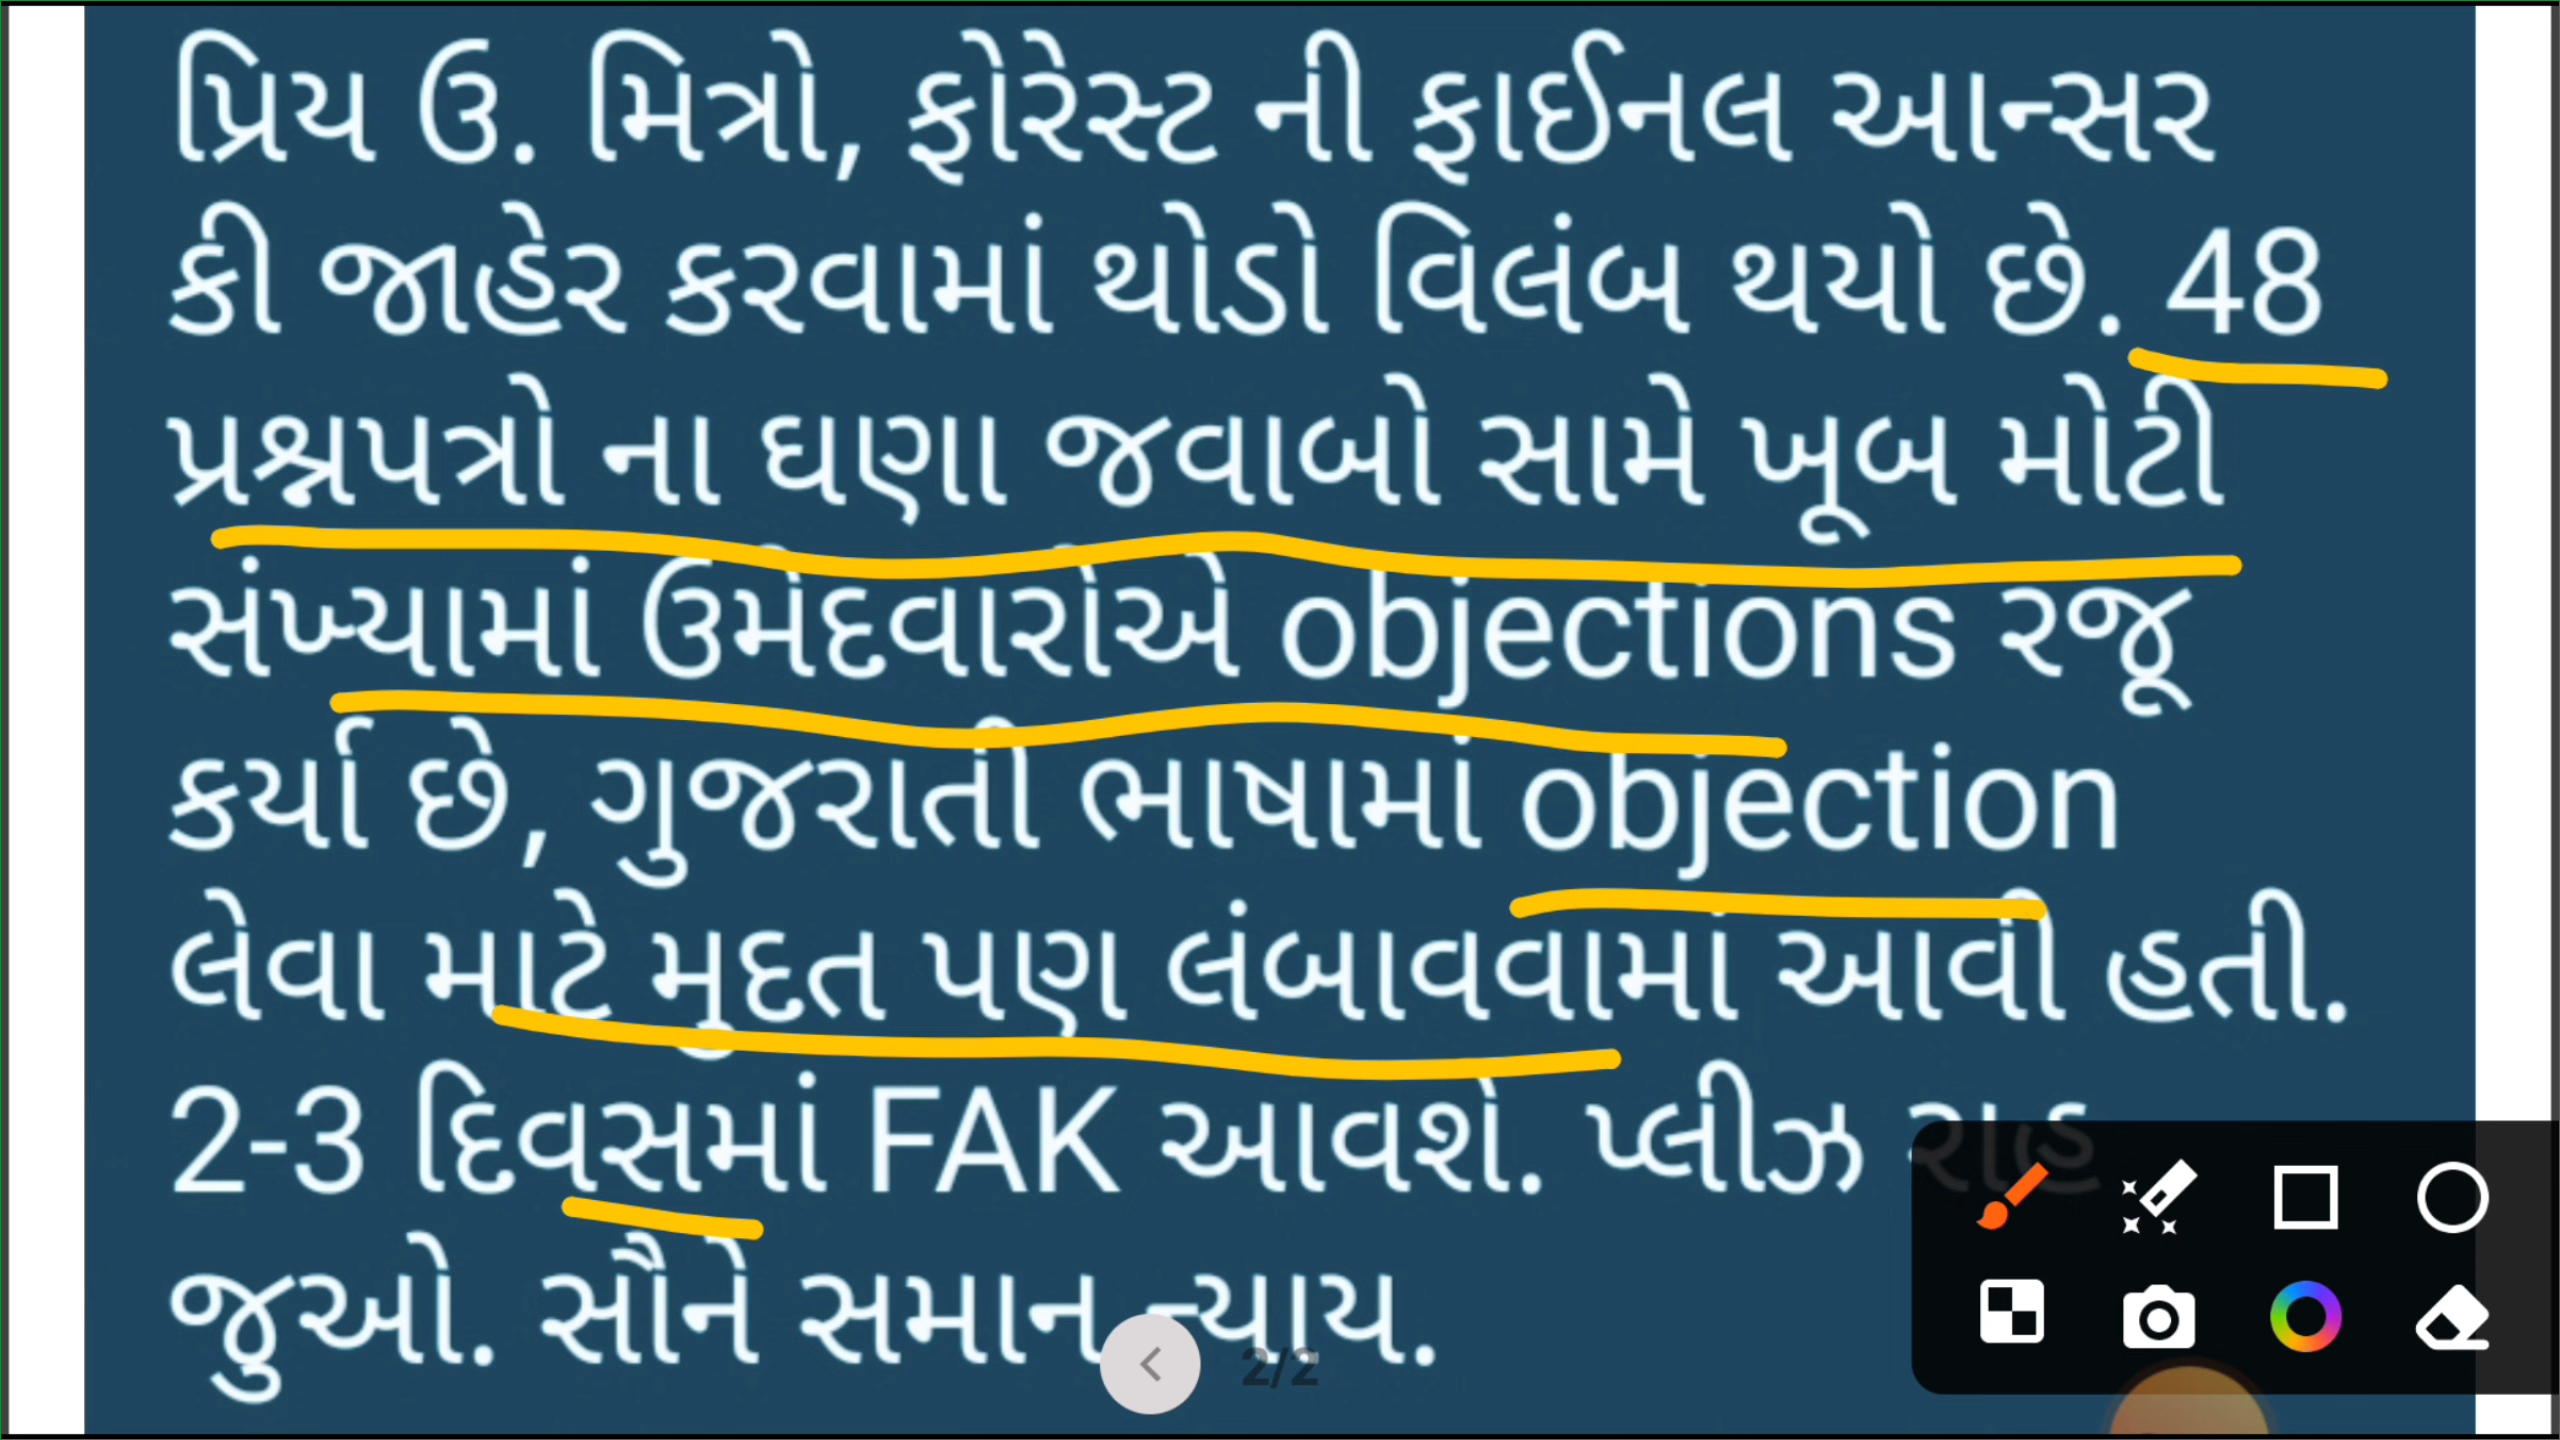 પ્રિય ઉ. મિત્રો, ફોરેસ્ટ ની ફાઈનલ આન્સર
કી જાહેર કરવામાં થોડો વિલંબ થયો છે. 48
પ્રશ્નપત્રો ના ઘણા જવાબો સામે ખૂબ મોટી
સંખ્યામાં ઉમેદવારોએ objections રજૂ
કર્યા છે, ગુજરાતી ભાષામાં objection
લેવા માટે મુદત પણ લંબાવવામાં આવી હતી.
2-3 દિવસમાં FAK આવશે. પ્લીઝ રાહ
જુઓ. સૌને સમાન ન્યાય.
2/2